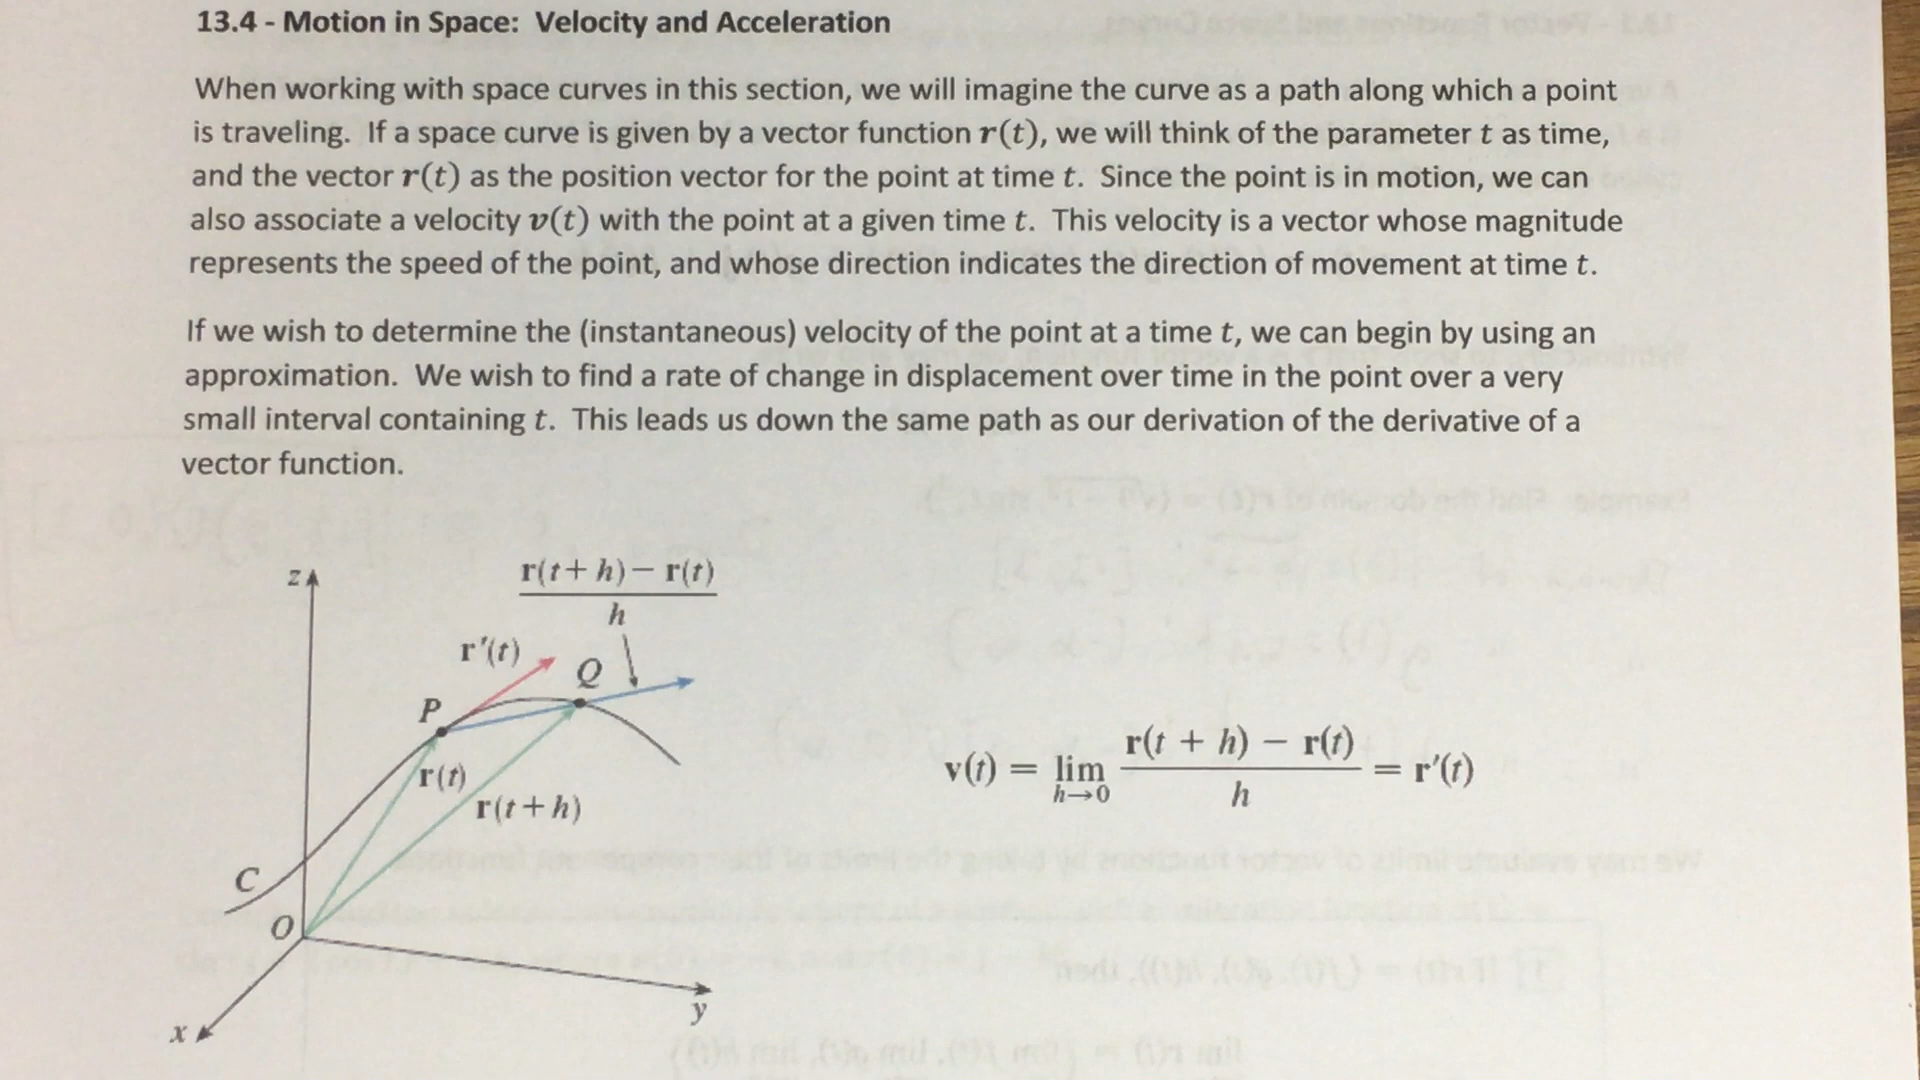 13.4 - Motion in Space: Velocity and Acceleration
When working with space curves in this section, we will imagine the curve as a path along which a point
is traveling. If a space curve is given by a vector function r(t), we will think of the parameter t as time,
and the vector r(t) as the position vector for the point at time t. Since the point is in motion, we can
also associate a velocity v(t) with the point at a given time t. This velocity is a vector whose magnitude
represents the speed of the point, and whose direction indicates the direction of movement at time t.
If we wish to determine the (instantaneous) velocity of the point at a time t, we can begin by using an
approximation. We wish to find a rate of change in displacement over time in the point over a very
small interval containing t. This leads us down the same path as our derivation of the derivative of a
vector function.
z
r(t+h) − r(t)
h
r′(t)
Q
P
r(t)
r(t+h)
C
O
y
x
v(t) = lim h→0 r(t + h) − r(t) / h = r′(t)